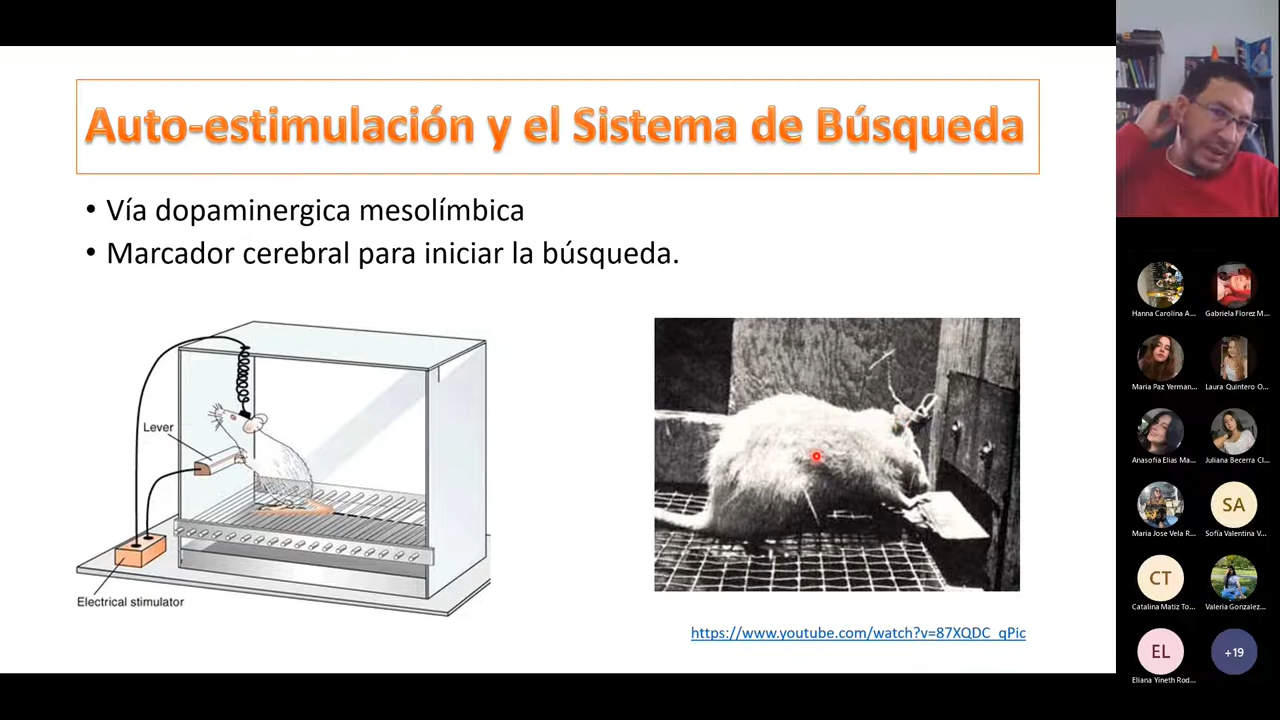 Auto-estimulación y el Sistema de Búsqueda
• Vía dopaminergica mesolímbica
• Marcador cerebral para iniciar la búsqueda.
Lever
Electrical stimulator
https://www.youtube.com/watch?v=87XQDC_qPic
Hanna Carolina A...
Gabriela Florez M...
Maria Paz Yerman...
Laura Quintero O...
Anasofia Elias Ma...
Juliana Becerra Cl...
Maria Jose Vela R...
SA
Sofía Valentina V...
CT
Catalina Matiz To...
Valeria Gonzalez...
EL
Eliana Yineth Rod...
+19